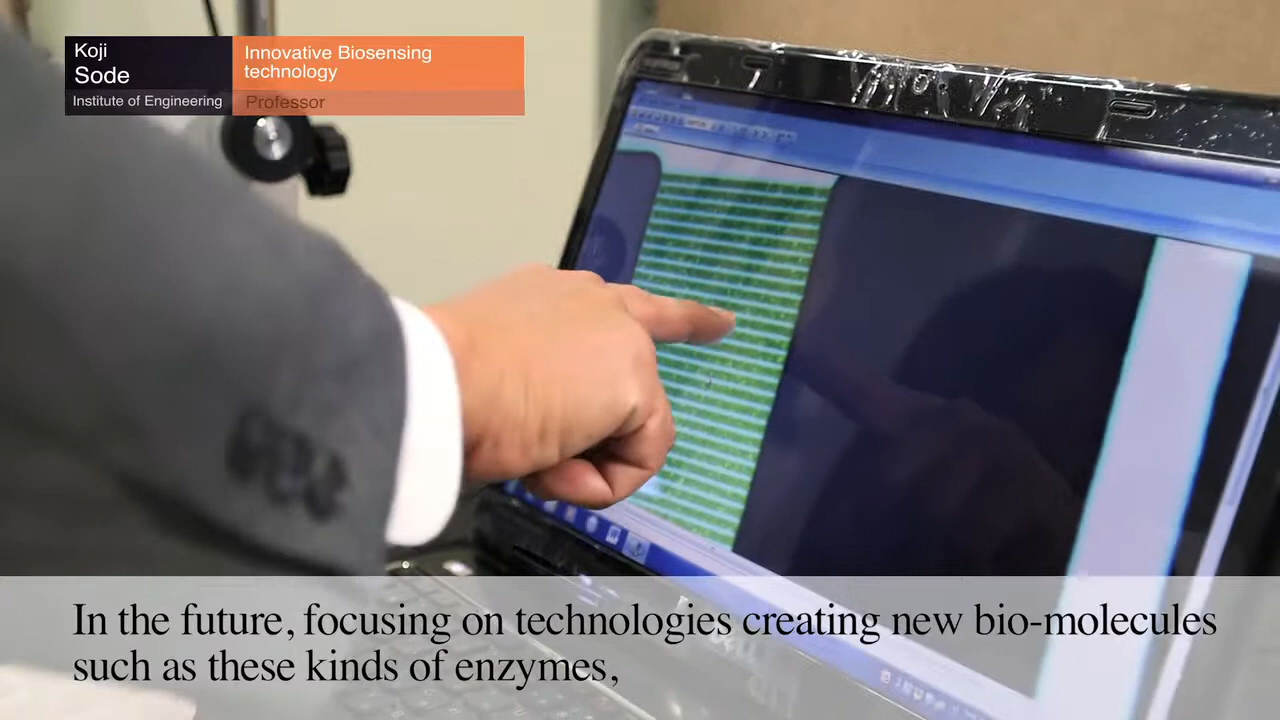 Koji
Sode
Institute of Engineering
Innovative Biosensing
technology
Professor
In the future, focusing on technologies creating new bio-molecules
such as these kinds of enzymes,